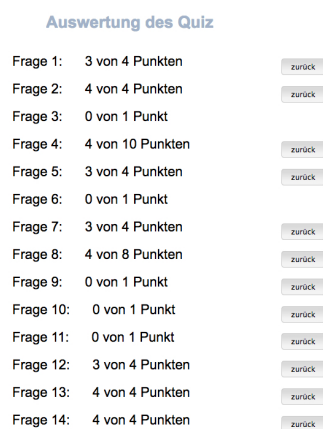 Auswertung des Quiz
Frage 1: 3 von 4 Punkten zurück
Frage 2: 4 von 4 Punkten zurück
Frage 3: 0 von 1 Punkt
Frage 4: 4 von 10 Punkten zurück
Frage 5: 3 von 4 Punkten zurück
Frage 6: 0 von 1 Punkt
Frage 7: 3 von 4 Punkten zurück
Frage 8: 4 von 8 Punkten zurück
Frage 9: 0 von 1 Punkt zurück
Frage 10: 0 von 1 Punkt zurück
Frage 11: 0 von 1 Punkt zurück
Frage 12: 3 von 4 Punkten zurück
Frage 13: 4 von 4 Punkten zurück
Frage 14: 4 von 4 Punkten zurück